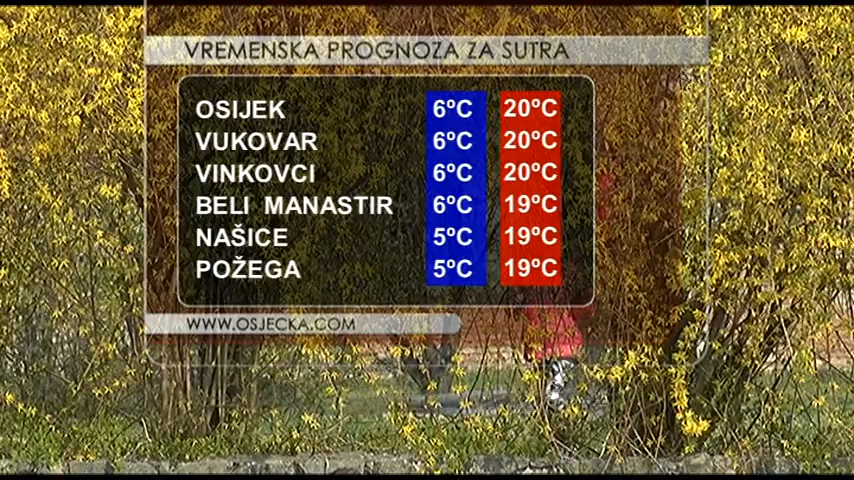 VREMENSKA PROGNOZA ZA SUTRA
OSIJEK 6ºC 20ºC
VUKOVAR 6ºC 20ºC
VINKOVCI 6ºC 20ºC
BELI MANASTIR 6ºC 19ºC
NAŠICE 5ºC 19ºC
POŽEGA 5ºC 19ºC
WWW.OSJECKA.COM